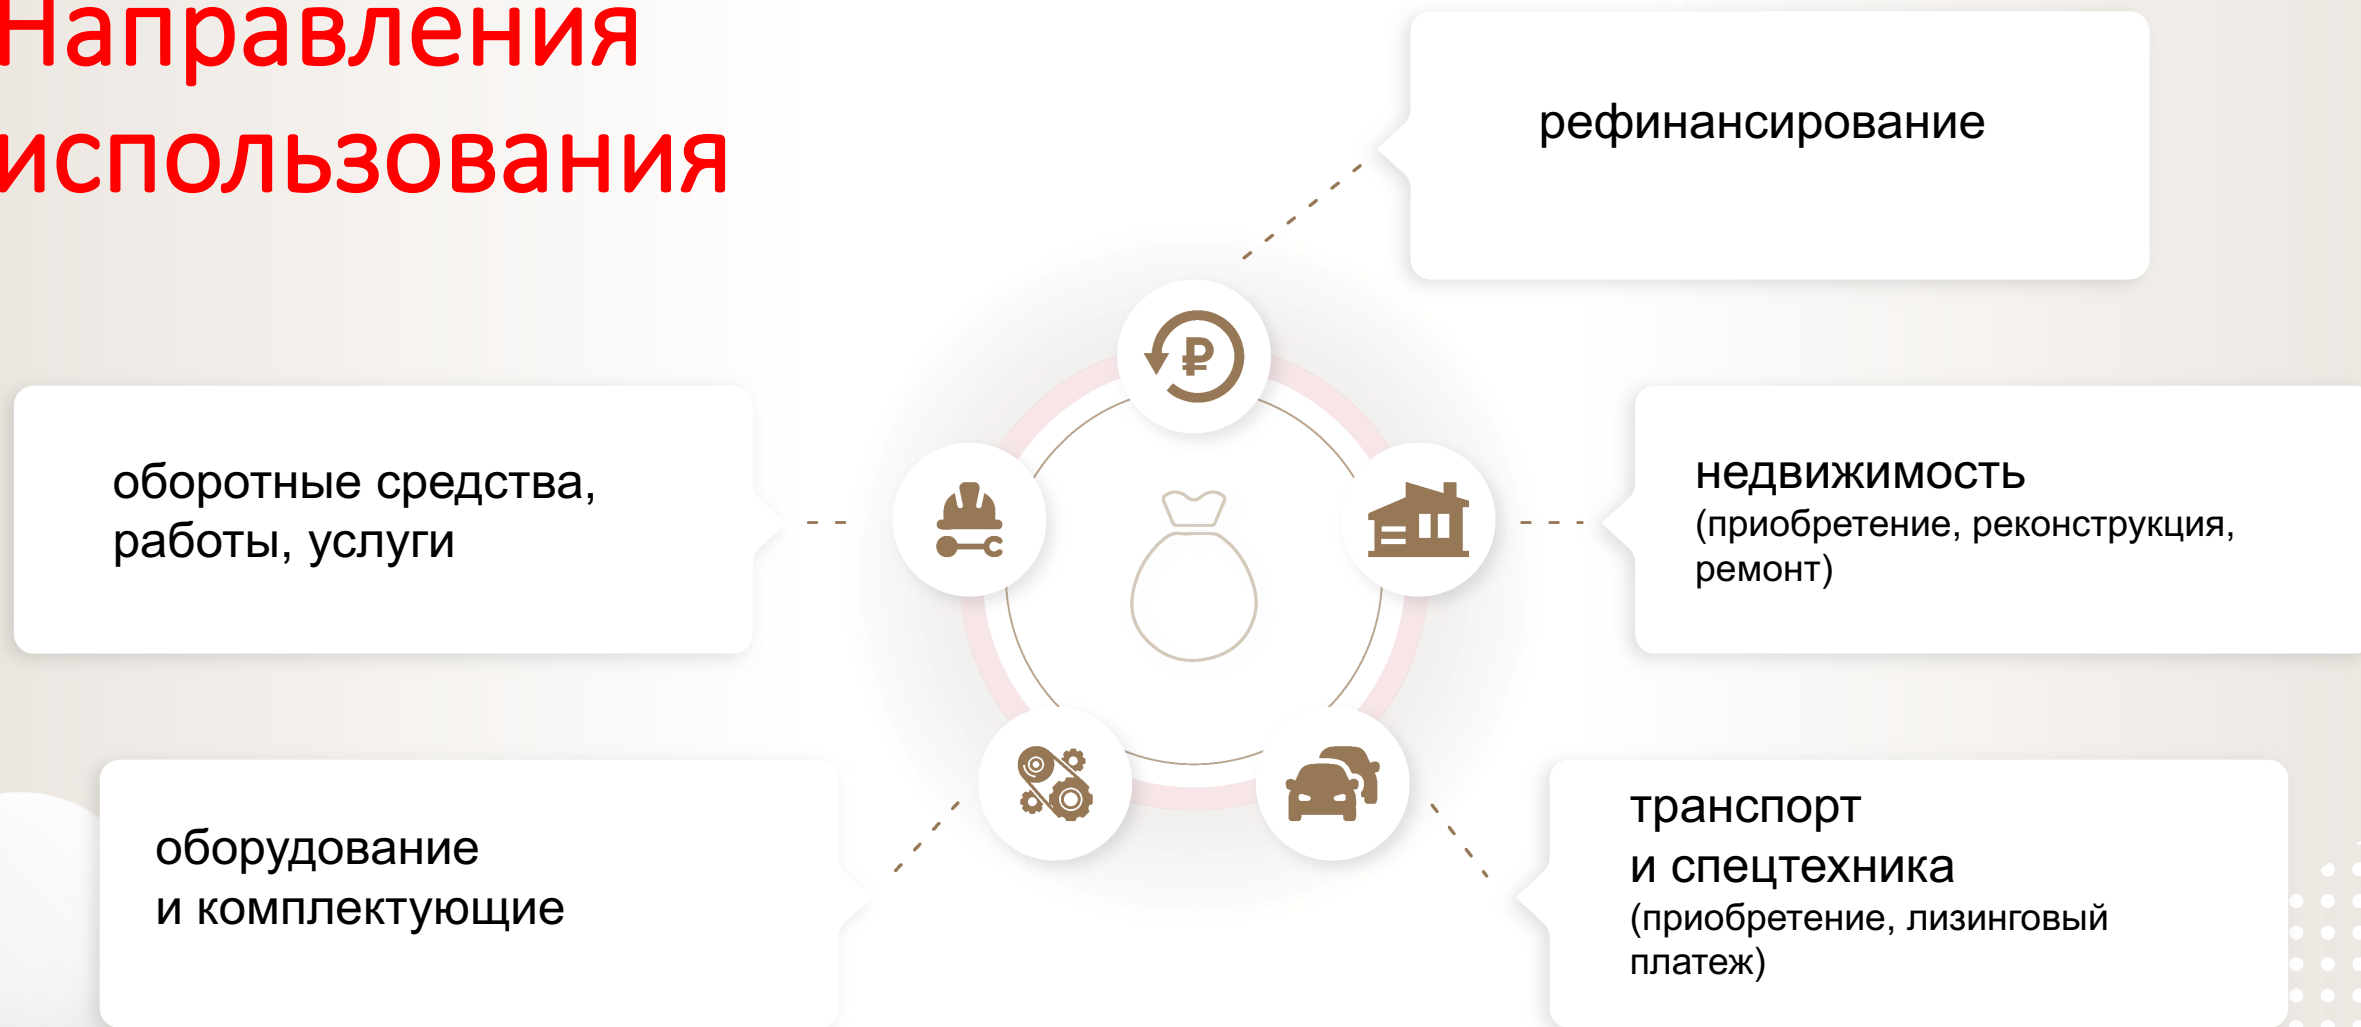 Направления
использования
рефинансирование
оборотные средства,
работы, услуги
недвижимость
(приобретение, реконструкция,
ремонт)
оборудование
и комплектующие
транспорт
и спецтехника
(приобретение, лизинговый
платеж)
₽